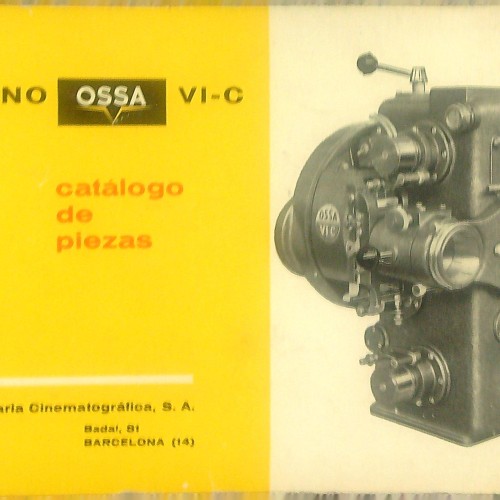 NO OSSA VI-C
catálogo
de
piezas
OSSA
VI-C
aria Cinematográfica, S. A.
Badal, 81
BARCELONA (14)